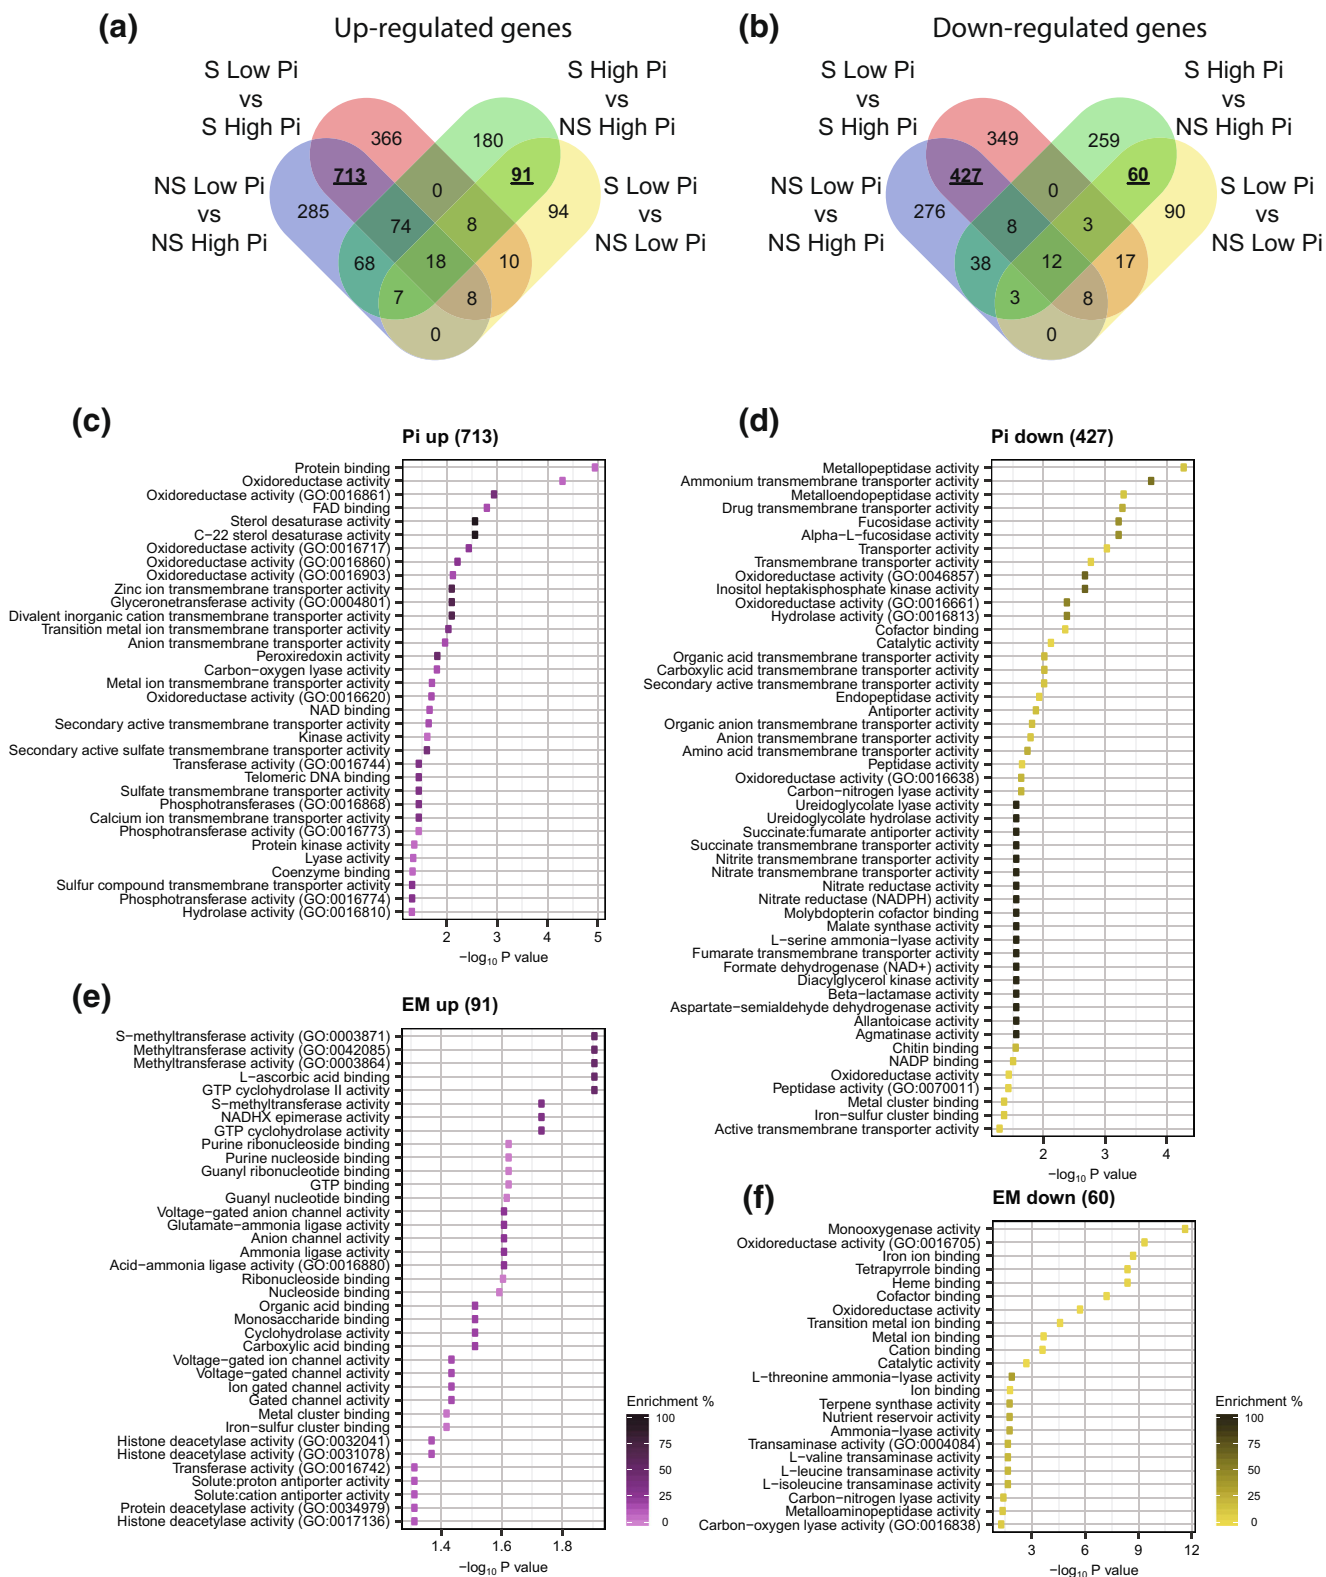 (a)
Up-regulated genes
S Low Pi
vs
S High Pi
S High Pi
vs
NS High Pi
NS Low Pi
vs
NS High Pi
S Low Pi
vs
NS Low Pi
366
180
713
91
0
285
94
74
8
68
18
10
7
8
0
(b)
Down-regulated genes
S Low Pi
vs
S High Pi
S High Pi
vs
NS High Pi
NS Low Pi
vs
NS High Pi
S Low Pi
vs
NS Low Pi
349
259
427
60
0
276
90
8
3
38
12
17
3
8
0
(c)
Pi up (713)
Protein binding
Oxidoreductase activity
Oxidoreductase activity (GO:0016861)
FAD binding
Sterol desaturase activity
C−22 sterol desaturase activity
Oxidoreductase activity (GO:0016717)
Oxidoreductase activity (GO:0016860)
Oxidoreductase activity (GO:0016903)
Zinc ion transmembrane transporter activity
Glyceronetransferase activity (GO:0004801)
Divalent inorganic cation transmembrane transporter activity
Transition metal ion transmembrane transporter activity
Anion transmembrane transporter activity
Peroxiredoxin activity
Carbon−oxygen lyase activity
Metal ion transmembrane transporter activity
Oxidoreductase activity (GO:0016620)
NAD binding
Secondary active transmembrane transporter activity
Kinase activity
Secondary active sulfate transmembrane transporter activity
Transferase activity (GO:0016744)
Telomeric DNA binding
Sulfate transmembrane transporter activity
Phosphotransferases (GO:0016868)
Calcium ion transmembrane transporter activity
Phosphotransferase activity (GO:0016773)
Protein kinase activity
Lyase activity
Coenzyme binding
Sulfur compound transmembrane transporter activity
Phosphotransferase activity (GO:0016774)
Hydrolase activity (GO:0016810)
2 3 4 5
−log10 P value
(d)
Pi down (427)
Metallopeptidase activity
Ammonium transmembrane transporter activity
Metalloendopeptidase activity
Drug transmembrane transporter activity
Fucosidase activity
Alpha−L−fucosidase activity
Transporter activity
Transmembrane transporter activity
Oxidoreductase activity (GO:0046857)
Inositol heptakisphosphate kinase activity
Oxidoreductase activity (GO:0016661)
Hydrolase activity (GO:0016813)
Cofactor binding
Catalytic activity
Organic acid transmembrane transporter activity
Carboxylic acid transmembrane transporter activity
Secondary active transmembrane transporter activity
Endopeptidase activity
Antiporter activity
Organic anion transmembrane transporter activity
Anion transmembrane transporter activity
Amino acid transmembrane transporter activity
Peptidase activity
Oxidoreductase activity (GO:0016638)
Carbon−nitrogen lyase activity
Ureidoglycolate lyase activity
Ureidoglycolate hydrolase activity
Succinate:fumarate antiporter activity
Succinate transmembrane transporter activity
Nitrite transmembrane transporter activity
Nitrate transmembrane transporter activity
Nitrate reductase activity
Nitrate reductase (NADPH) activity
Molybdopterin cofactor binding
Malate synthase activity
L−serine ammonia−lyase activity
Fumarate transmembrane transporter activity
Formate dehydrogenase (NAD+) activity
Diacylglycerol kinase activity
Beta−lactamase activity
Aspartate−semialdehyde dehydrogenase activity
Allantoicase activity
Agmatinase activity
Chitin binding
NADP binding
Oxidoreductase activity
Peptidase activity (GO:0070011)
Metal cluster binding
Iron−sulfur cluster binding
Active transmembrane transporter activity
2 3 4
−log10 P value
(e)
EM up (91)
S−methyltransferase activity (GO:0003871)
Methyltransferase activity (GO:0042085)
Methyltransferase activity (GO:0003864)
L−ascorbic acid binding
GTP cyclohydrolase II activity
S−methyltransferase activity
NADHX epimerase activity
GTP cyclohydrolase activity
Purine ribonucleoside binding
Purine nucleoside binding
Guanyl ribonucleotide binding
GTP binding
Guanyl nucleotide binding
Voltage−gated anion channel activity
Glutamate−ammonia ligase activity
Anion channel activity
Ammonia ligase activity
Acid−ammonia ligase activity (GO:0016880)
Ribonucleoside binding
Nucleoside binding
Organic acid binding
Monosaccharide binding
Cyclohydrolase activity
Carboxylic acid binding
Voltage−gated ion channel activity
Voltage−gated channel activity
Ion gated channel activity
Gated channel activity
Metal cluster binding
Iron−sulfur cluster binding
Histone deacetylase activity (GO:0032041)
Histone deacetylase activity (GO:0031078)
Transferase activity (GO:0016742)
Solute:proton antiporter activity
Solute:cation antiporter activity
Protein deacetylase activity (GO:0034979)
Histone deacetylase activity (GO:0017136)
1.4 1.6 1.8
−log10 P value
Enrichment %
100
75
50
25
0
(f)
EM down (60)
Monooxygenase activity
Oxidoreductase activity (GO:0016705)
Iron ion binding
Tetrapyrrole binding
Heme binding
Cofactor binding
Oxidoreductase activity
Transition metal ion binding
Metal ion binding
Cation binding
Catalytic activity
L−threonine ammonia−lyase activity
Ion binding
Terpene synthase activity
Nutrient reservoir activity
Ammonia−lyase activity
Transaminase activity (GO:0004084)
L−valine transaminase activity
L−leucine transaminase activity
L−isoleucine transaminase activity
Carbon−nitrogen lyase activity
Metalloaminopeptidase activity
Carbon−oxygen lyase activity (GO:0016838)
3 6 9 12
−log10 P value
Enrichment %
100
75
50
25
0